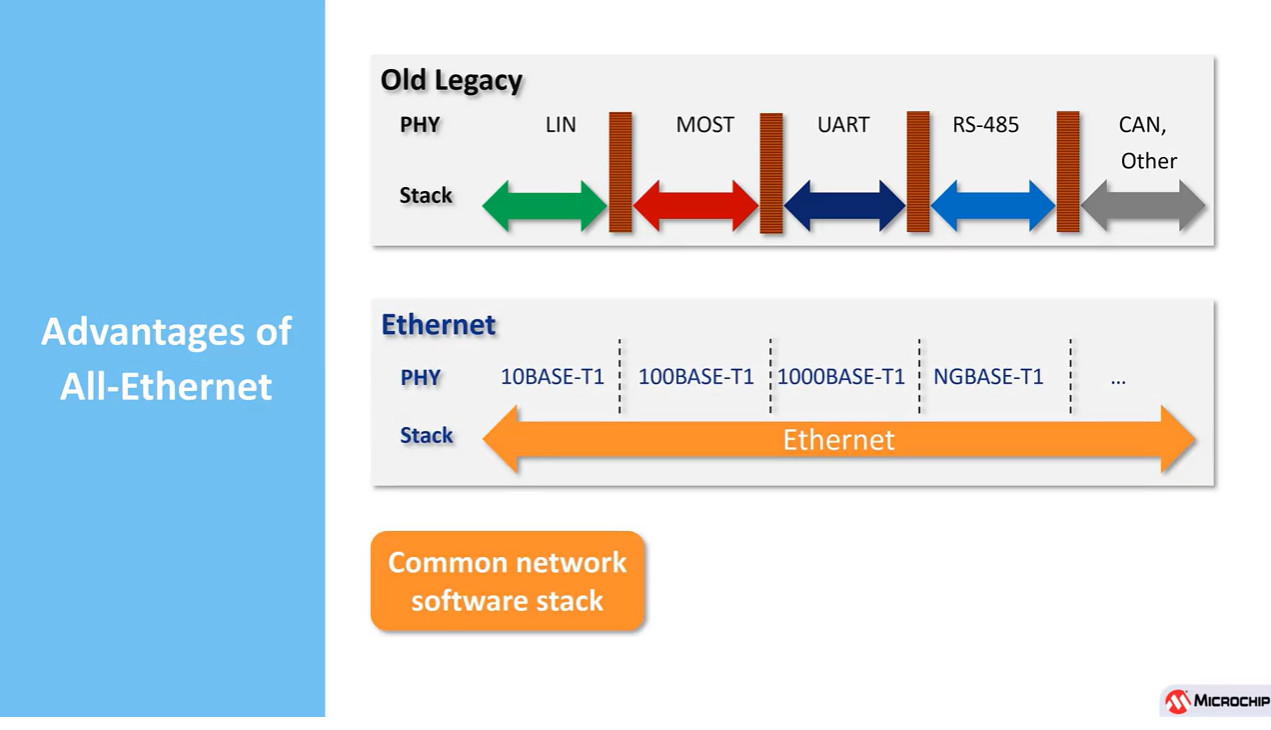 Advantages of
All-Ethernet
Old Legacy
PHY LIN MOST UART RS-485 CAN,
Other
Stack
Ethernet
PHY 10BASE-T1 100BASE-T1 1000BASE-T1 NGBASE-T1 ...
Stack Ethernet
Common network
software stack
MICROCHIP